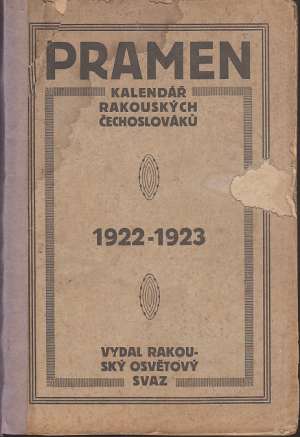 PRAMEN
KALENDÁŘ
RAKOUSKÝCH
ČECHOSLOVÁKŮ
1922-1923
VYDAL RAKOU-
SKÝ OSVĚTOVÝ
SVAZ